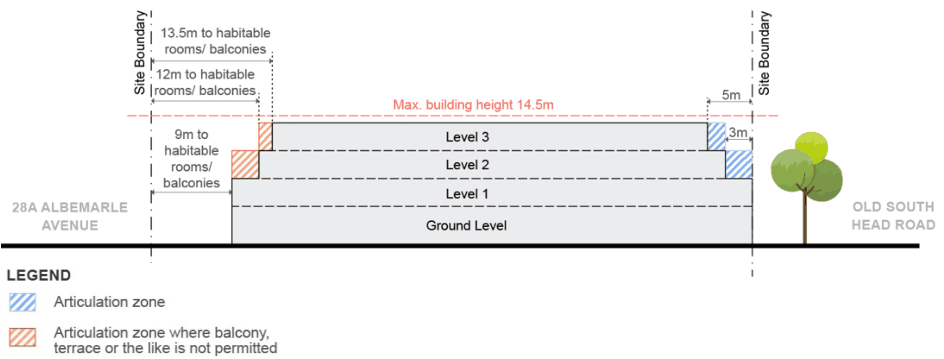 Site Boundary
13.5m to habitable
rooms/ balconies
12m to habitable
rooms/ balconies
9m to
habitable
rooms/
balconies
Max. building height 14.5m
5m
3m
Site Boundary
Level 3
Level 2
Level 1
Ground Level
28A ALBEMARLE
AVENUE
OLD SOUTH
HEAD ROAD
LEGEND
Articulation zone
Articulation zone where balcony,
terrace or the like is not permitted